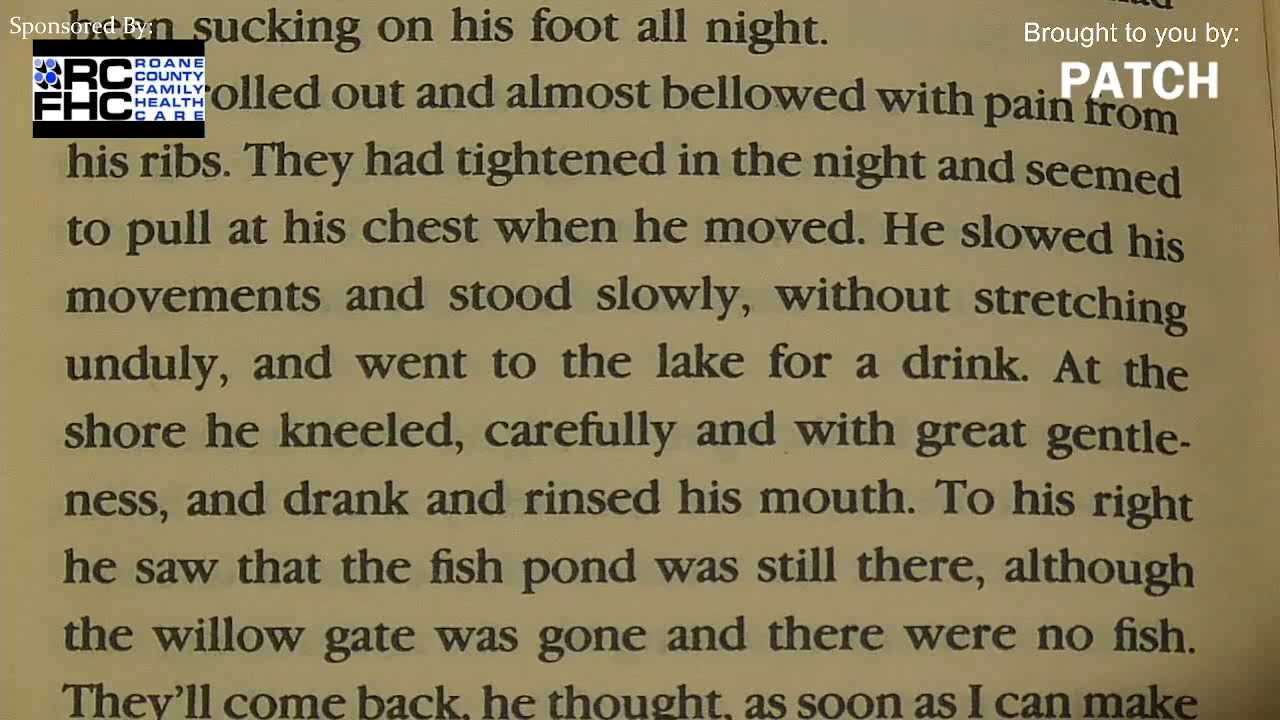 Sponsored By:
RC FHC
ROANE
COUNTY
FAMILY
HEALTH
CARE
Brought to you by:
PATCH
been sucking on his foot all night.
rolled out and almost bellowed with pain from
his ribs. They had tightened in the night and seemed
to pull at his chest when he moved. He slowed his
movements and stood slowly, without stretching
unduly, and went to the lake for a drink. At the
shore he kneeled, carefully and with great gentle-
ness, and drank and rinsed his mouth. To his right
he saw that the fish pond was still there, although
the willow gate was gone and there were no fish.
They'll come back, he thought, as soon as I can make